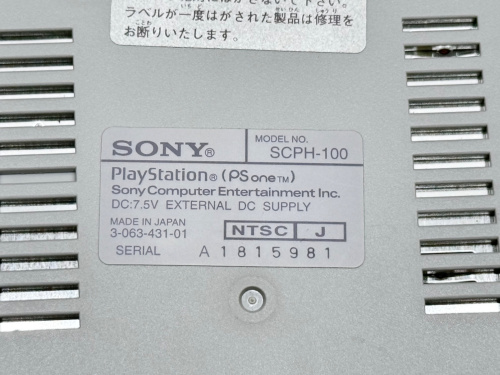 ラベルが一度はがされた製品は修理を
お断りいたします。
SONY®
MODEL NO.
SCPH-100
PlayStation® (PSone™)
Sony Computer Entertainment Inc.
DC:7.5V EXTERNAL DC SUPPLY
MADE IN JAPAN
3-063-431-01
NTSC J
SERIAL A1815981